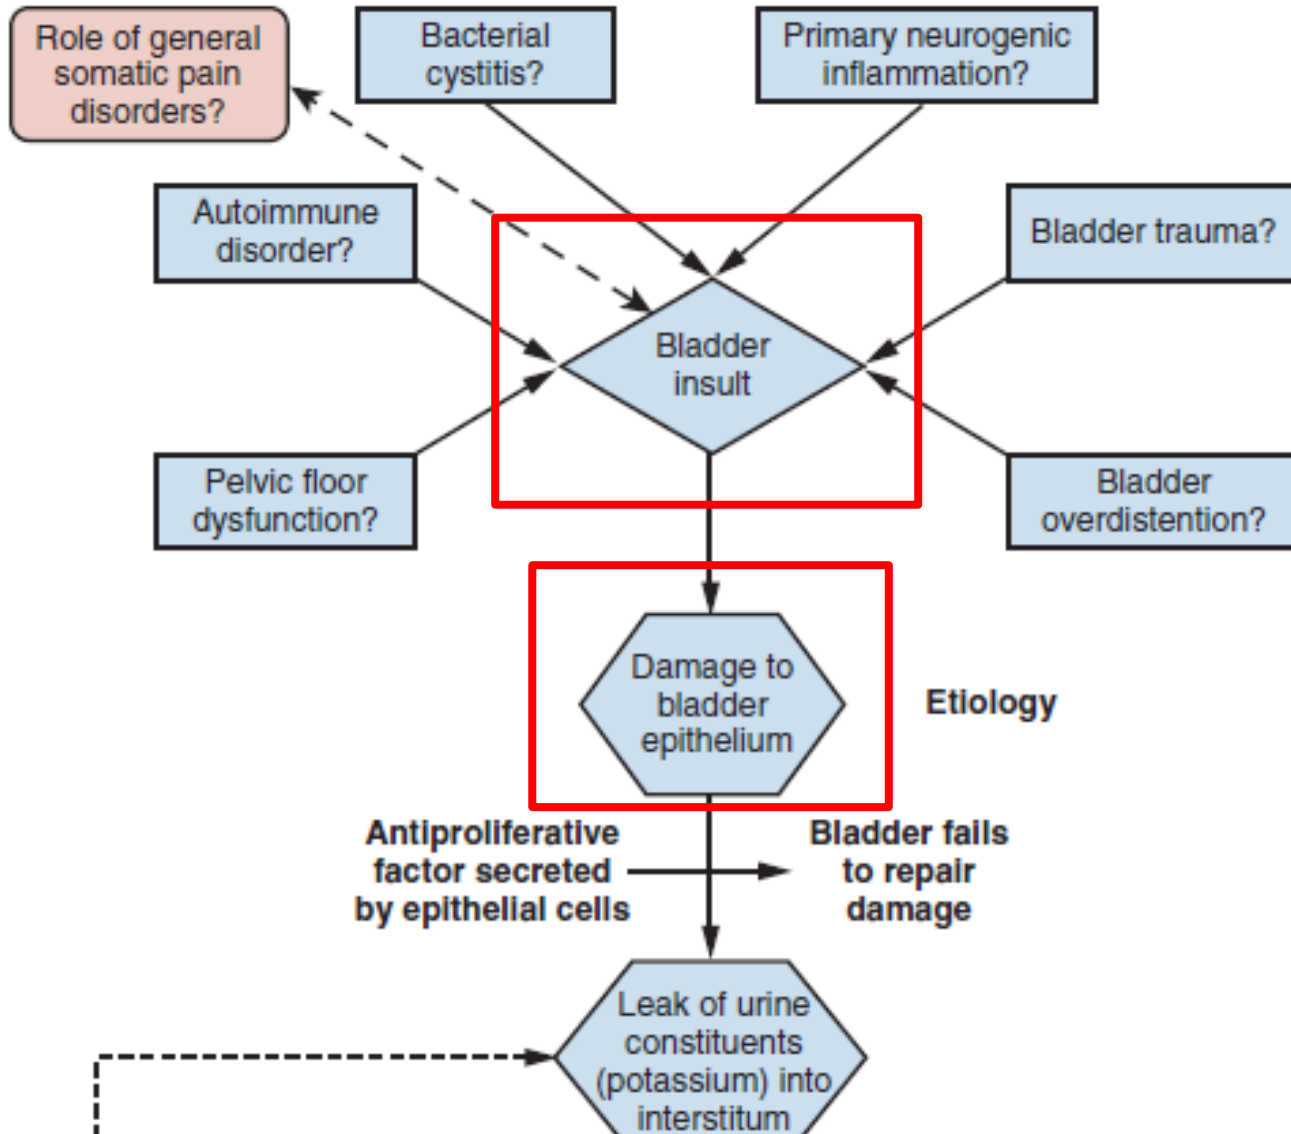 Role of general
somatic pain
disorders?
Bacterial
cystitis?
Primary neurogenic
inflammation?
Autoimmune
disorder?
Bladder trauma?
Bladder
insult
Pelvic floor
dysfunction?
Bladder
overdistention?
Damage to
bladder
epithelium
Etiology
Antiproliferative
factor secreted
by epithelial cells
Bladder fails
to repair
damage
Leak of urine
constituents
(potassium) into
interstitum